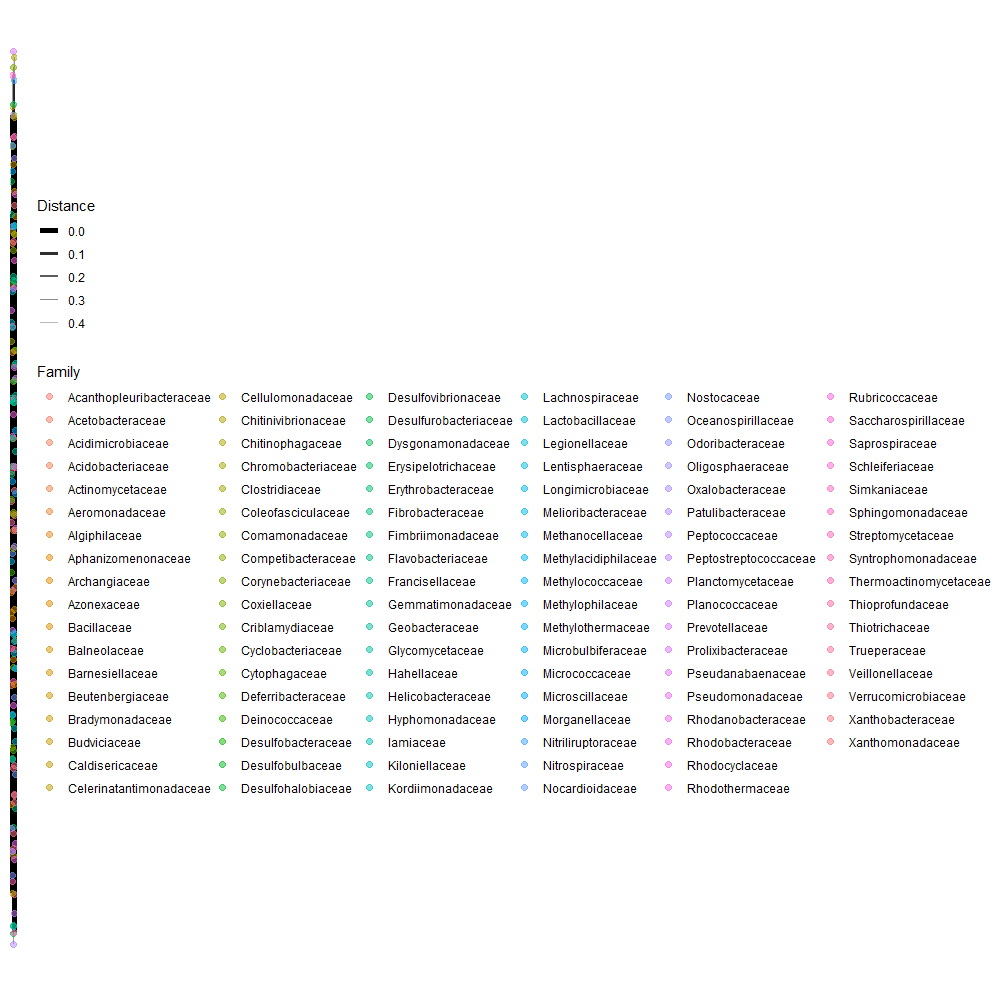 Distance
0.0
0.1
0.2
0.3
0.4
Family
Acanthopleuribacteraceae
Acetobacteraceae
Acidimicrobiaceae
Acidobacteriaceae
Actinomycetaceae
Aeromonadaceae
Algiphilaceae
Aphanizomenonaceae
Archangiaceae
Azonexaceae
Bacillaceae
Balneolaceae
Barnesiellaceae
Beutenbergiaceae
Bradymonadaceae
Budviciaceae
Caldisericaceae
Celerinatantimonadaceae
Cellulomonadaceae
Chitinivibrionaceae
Chitinophagaceae
Chromobacteriaceae
Clostridiaceae
Coleofasciculaceae
Comamonadaceae
Competibacteraceae
Corynebacteriaceae
Coxiellaceae
Criblamydiaceae
Cyclobacteriaceae
Cytophagaceae
Deferribacteraceae
Deinococcaceae
Desulfobacteraceae
Desulfobulbaceae
Desulfohalobiaceae
Desulfovibrionaceae
Desulfurobacteriaceae
Dysgonamonadaceae
Erysipelotrichaceae
Erythrobacteraceae
Fibrobacteraceae
Fimbriimonadaceae
Flavobacteriaceae
Francisellaceae
Gemmatimonadaceae
Geobacteraceae
Glycomycetaceae
Hahellaceae
Helicobacteraceae
Hyphomonadaceae
Iamiaceae
Kiloniellaceae
Kordiimonadaceae
Lachnospiraceae
Lactobacillaceae
Legionellaceae
Lentisphaeraceae
Longimicrobiaceae
Melioribacteraceae
Methanocellaceae
Methylacidiphilaceae
Methylococcaceae
Methylophilaceae
Methylothermaceae
Microbulbiferaceae
Micrococcaceae
Microscillaceae
Morganellaceae
Nitriliruptoraceae
Nitrospiraceae
Nocardioidaceae
Nostocaceae
Oceanospirillaceae
Odoribacteraceae
Oligosphaeraceae
Oxalobacteraceae
Patulibacteraceae
Peptococcaceae
Peptostreptococcaceae
Planctomycetaceae
Planococcaceae
Prevotellaceae
Prolixibacteraceae
Pseudanabaenaceae
Pseudomonadaceae
Rhodanobacteraceae
Rhodobacteraceae
Rhodocyclaceae
Rhodothermaceae
Rubricoccaceae
Saccharospirillaceae
Saprospiraceae
Schleiferiaceae
Simkaniaceae
Sphingomonadaceae
Streptomycetaceae
Syntrophomonadaceae
Thermoactinomycetaceae
Thioprofundaceae
Thiotrichaceae
Trueperaceae
Veillonellaceae
Verrucomicrobiaceae
Xanthobacteraceae
Xanthomonadaceae